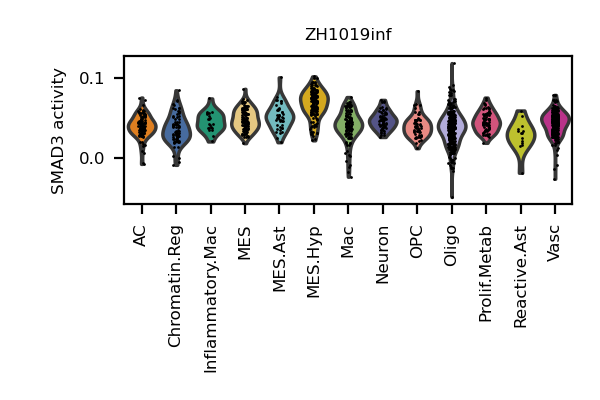 ZH1019inf
SMAD3 activity
0.1
0.0
AC
Chromatin.Reg
Inflammatory.Mac
MES
MES.Ast
MES.Hyp
Mac
Neuron
OPC
Oligo
Prolif.Metab
Reactive.Ast
Vasc